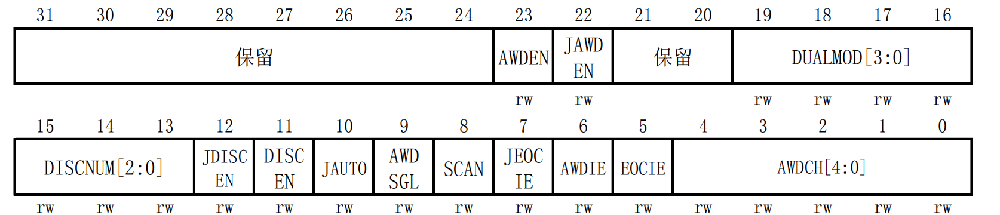 31 30 29 28 27 26 25 24 23 22 21 20 19 18 17 16
保留 AWDEN JAWD EN 保留 DUALMOD[3:0]
rw rw rw rw rw rw
15 14 13 12 11 10 9 8 7 6 5 4 3 2 1 0
DISCNUM[2:0] JDISC EN DISC EN JAUTO AWD SGL SCAN JEOC IE AWDIE EOCIE AWDCH[4:0]
rw rw rw rw rw rw rw rw rw rw rw rw rw rw rw rw